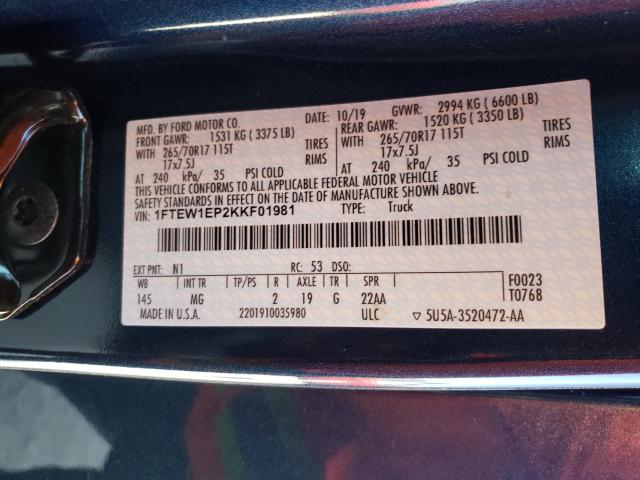 MFD. BY FORD MOTOR CO. DATE: 10/19 GVWR: 2994 KG ( 6600 LB)
FRONT GAWR: 1531 KG ( 3375 LB) REAR GAWR: 1520 KG ( 3350 LB)
WITH 265/70R17 115T TIRES WITH 265/70R17 115T TIRES
17x7.5J RIMS 17x7.5J RIMS
AT 240 kPa/ 35 PSI COLD AT 240 kPa/ 35 PSI COLD
THIS VEHICLE CONFORMS TO ALL APPLICABLE FEDERAL MOTOR VEHICLE
SAFETY STANDARDS IN EFFECT ON THE DATE OF MANUFACTURE SHOWN ABOVE.
VIN: 1FTEW1EP2KKF01981 TYPE: Truck
EXT PNT: N1 RC: 53 DSO:
WB INT TR TP/PS R AXLE TR SPR F0023
145 MG 2 19 G 22AA T0768
MADE IN U.S.A. 2201910035980 ULC ▽ 5U5A-3520472-AA